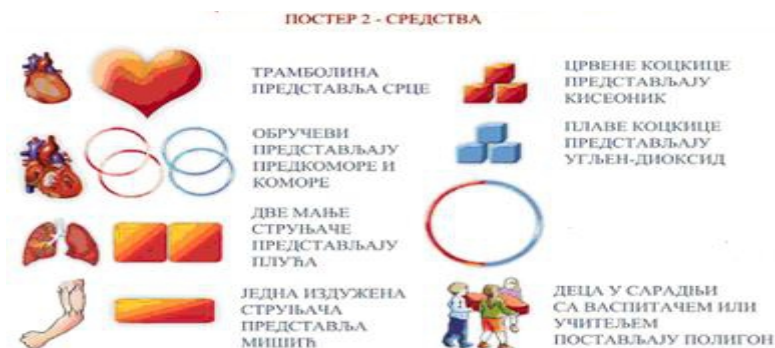 ПОСТЕР 2 - СРЕДСТВА
ТРАМБОЛИНА
ПРЕДСТАВЉА СРЦЕ
ОБРУЧЕВИ
ПРЕДСТАВЉАЈУ
ПРЕДКОМОРЕ И
КОМОРЕ
ДВЕ МАЊЕ
СТРУЊАЧЕ
ПРЕДСТАВЉАЈУ
ПЛУЋА
ЈЕДНА ИЗДУЖЕНА
СТРУЊАЧА
ПРЕДСТАВЉА
МИШИЋ
ЦРВЕНЕ КОЦКИЦЕ
ПРЕДСТАВЉАЈУ
КИСЕОНИК
ПЛАВЕ КОЦКИЦЕ
ПРЕДСТАВЉАЈУ
УГЉЕН-ДИОКСИД
ДЕЦА У САРАДЊИ
СА ВАСПИТАЧЕМ ИЛИ
УЧИТЕЉЕМ
ПОСТАВЉАЈУ ПОЛИГОН